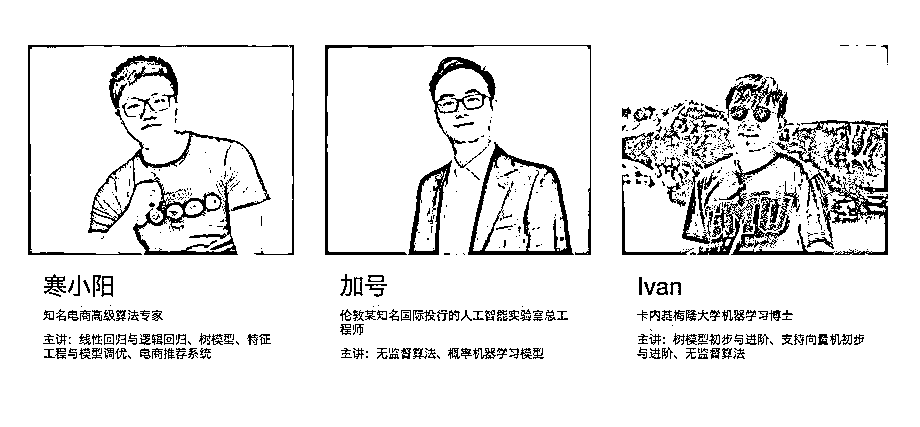 寒小阳
知名电商高级算法专家
主讲：线性回归与逻辑回归、树模型、特征
工程与模型调优、电商推荐系统
加号
伦敦某知名国际投行的人工智能实验室总工
程师
主讲：无监督算法、概率机器学习模型
Ivan
卡内基梅隆大学机器学习博士
主讲：树模型初步与进阶、支持向量机初步
与进阶、无监督算法